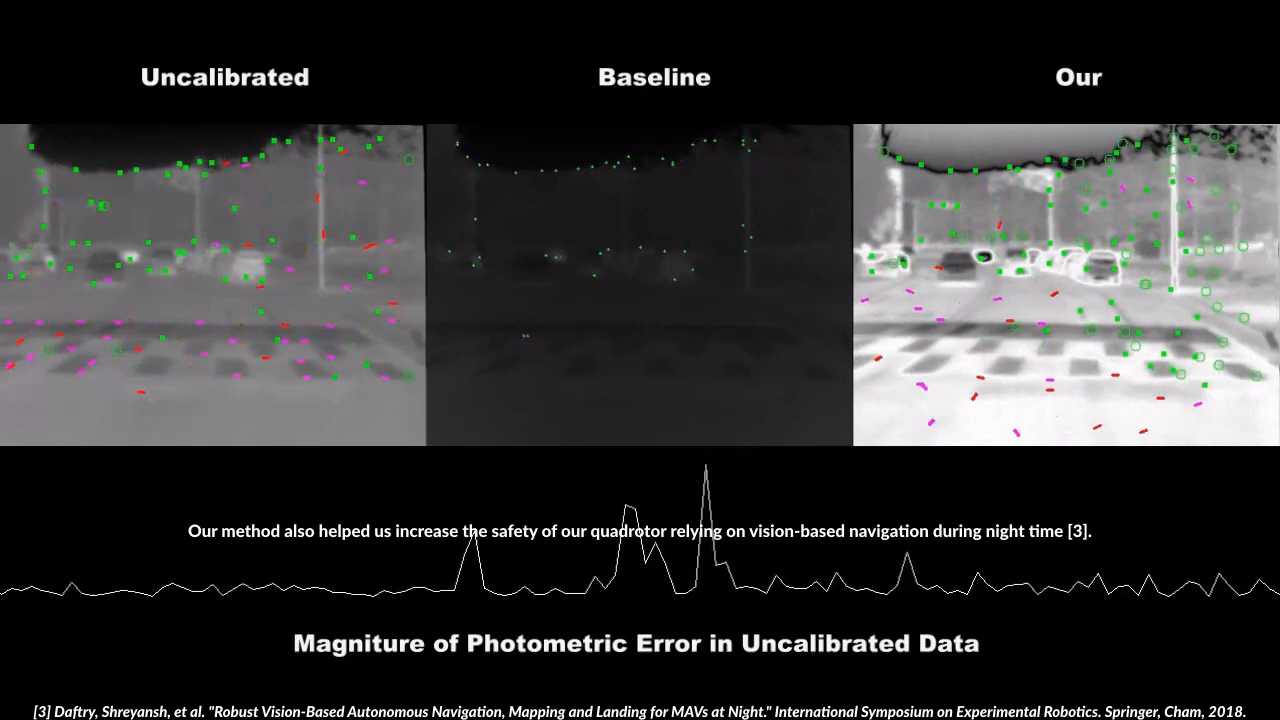 Uncalibrated
Baseline
Our
Our method also helped us increase the safety of our quadrotor relying on vision-based navigation during night time [3].
Magniture of Photometric Error in Uncalibrated Data
[3] Daftry, Shreyansh, et al. "Robust Vision-Based Autonomous Navigation, Mapping and Landing for MAVs at Night." International Symposium on Experimental Robotics. Springer, Cham, 2018.